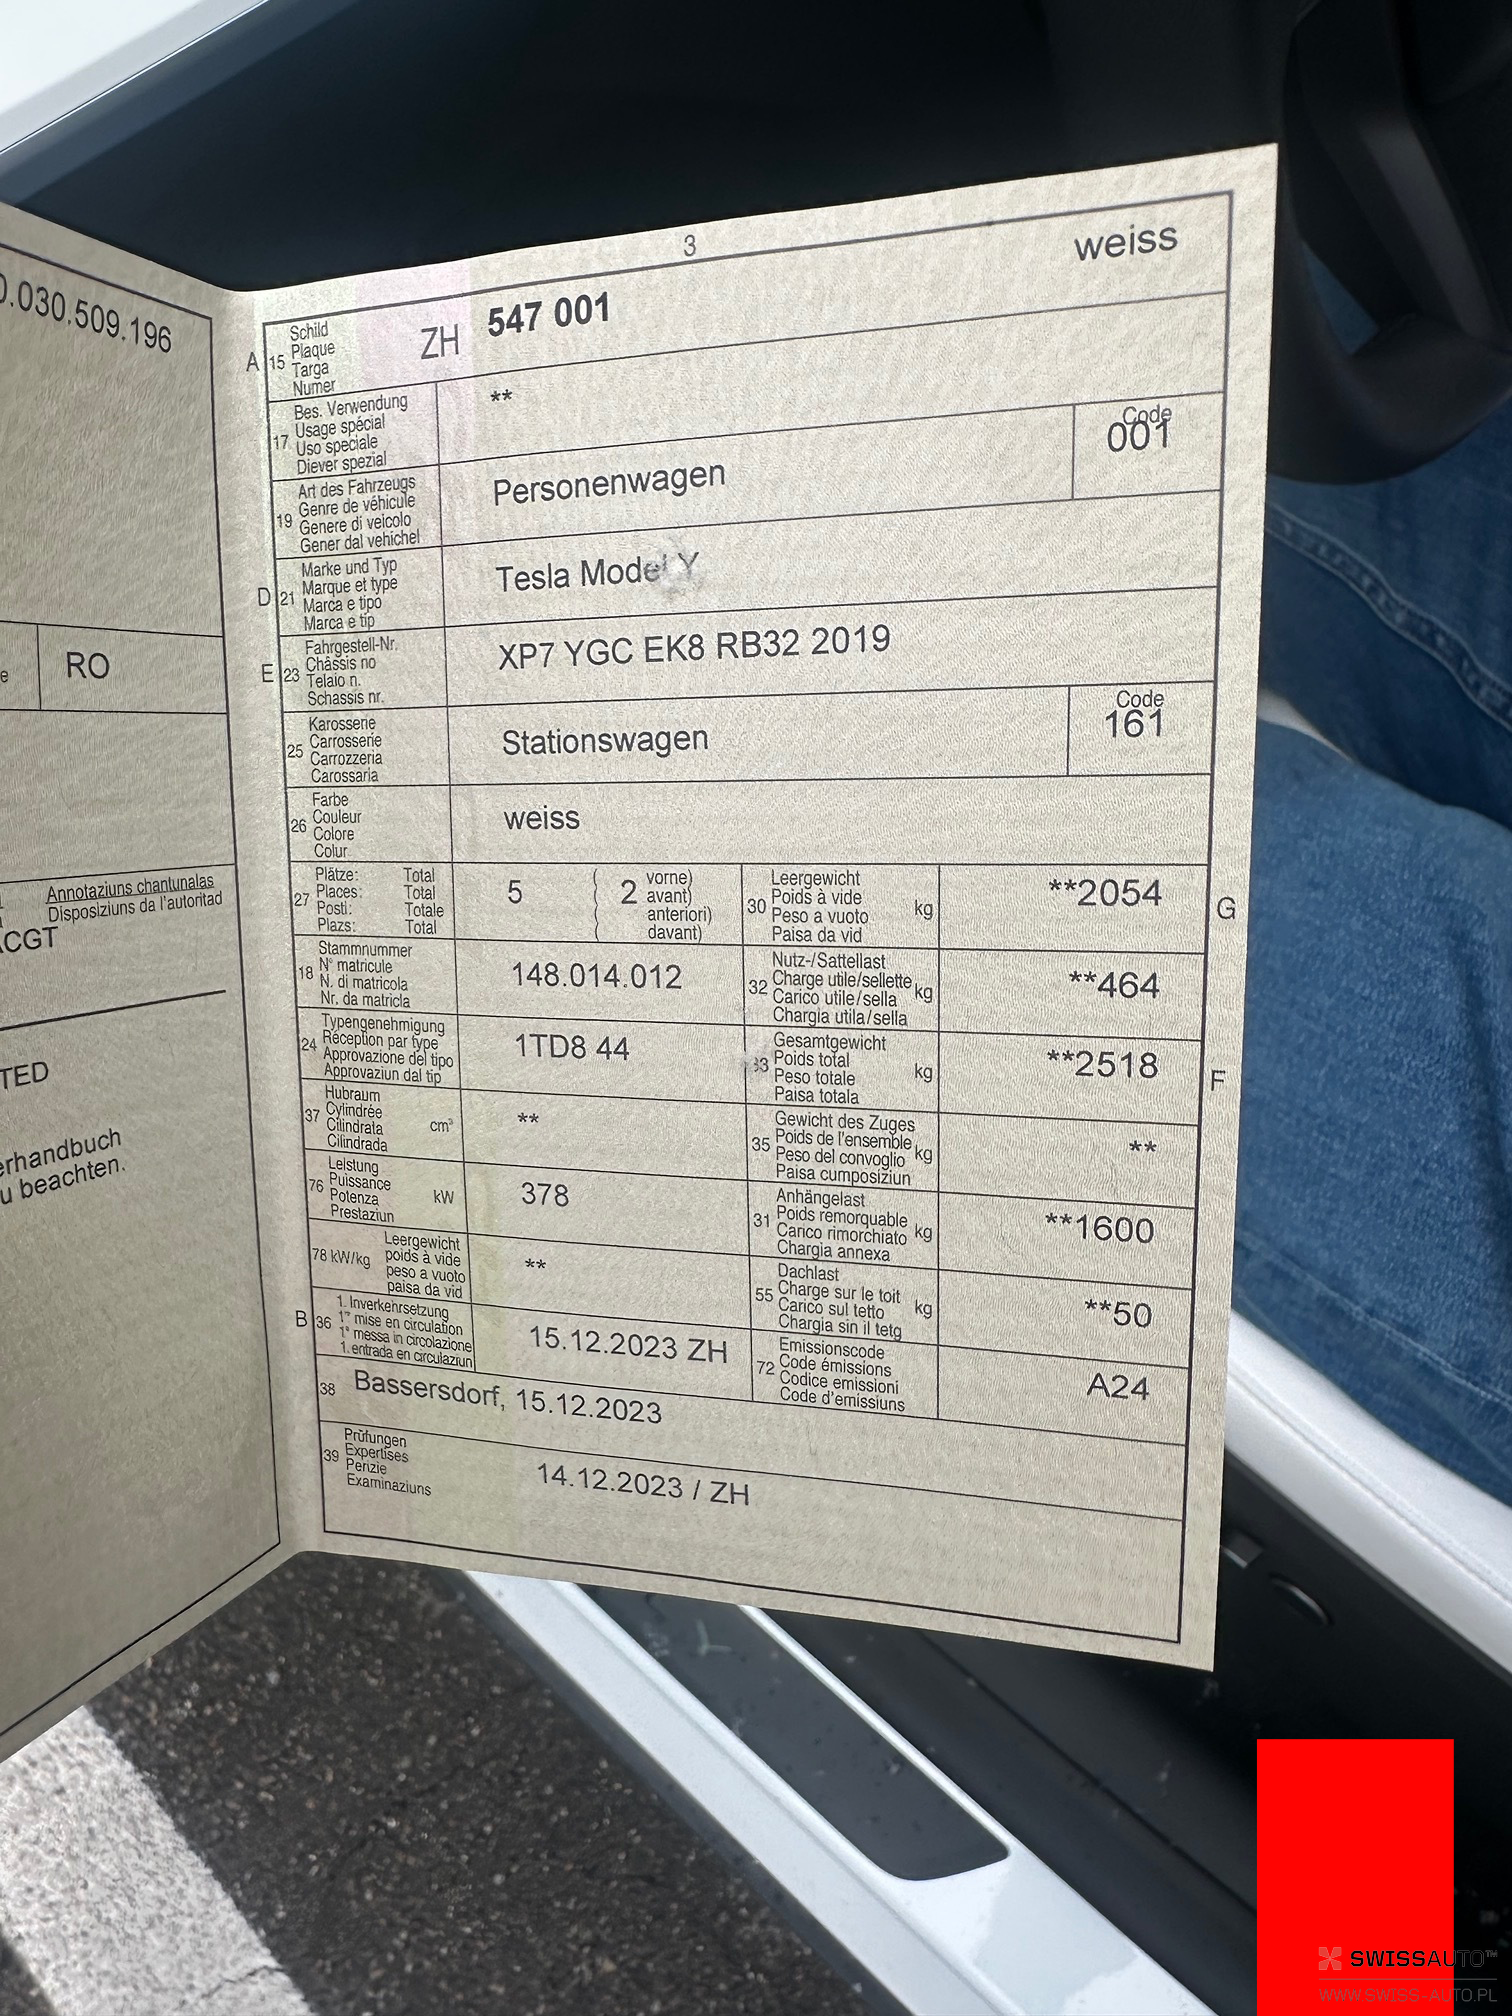 0.030.509.196
e
RO
Annotaziuns chantunalas
Disposiziuns da l'autoritad
CGT
TED
erhandbuch
u beachten.
3
weiss
A 15 Schild
Plaque
Targa
Numer
ZH 547 001
17 Bes. Verwendung
Usage spécial
Uso speciale
Diever spezial
**
19 Art des Fahrzeugs
Genre de véhicule
Genere di veicolo
Gener dal vehichel
Personenwagen
Code
001
D 21 Marke und Typ
Marque et type
Marca e tipo
Marca e tip
Tesla Model Y
E 23 Fahrgestell-Nr.
Châssis no
Telaio n.
Schassis nr.
XP7 YGC EK8 RB32 2019
25 Karosserie
Carrosserie
Carrozzeria
Carossaria
Stationswagen
Code
161
26 Farbe
Couleur
Colore
Colur
weiss
27 Plätze: Total
Places: Total
Posti: Totale
Plazs: Total
5
( 2 vorne)
( avant)
( anteriori)
( davant)
30 Leergewicht
Poids à vide
Peso a vuoto
Paisa da vid
kg
**2054
G
18 Stammnummer
N° matricule
N. di matricola
Nr. da matricla
148.014.012
32 Nutz-/Sattellast
Charge utile/sellette
Carico utile/sella
Chargia utila/sella
kg
**464
24 Typengenehmigung
Réception par type
Approvazione del tipo
Approvaziun dal tip
1TD8 44
33 Gesamtgewicht
Poids total
Peso totale
Paisa totala
kg
**2518
F
37 Hubraum
Cylindrée
Cilindrata
Cilindrada
cm³
**
35 Gewicht des Zuges
Poids de l'ensemble
Peso del convoglio
Paisa cumposiziun
kg
**
76 Leistung
Puissance
Potenza
Prestaziun
kW
378
31 Anhängelast
Poids remorquable
Carico rimorchiato
Chargia annexa
kg
**1600
78 kW/kg Leergewicht
poids à vide
peso a vuoto
paisa da vid
**
55 Dachlast
Charge sur le toit
Carico sul tetto
Chargia sin il tetg
kg
**50
B 36 1. Inverkehrsetzung
1re mise en circulation
1a messa in circolazione
1. entrada en circulaziun
15.12.2023 ZH
72 Emissionscode
Code émissions
Codice emissioni
Code d'emissiuns
A24
38 Bassersdorf, 15.12.2023
39 Prüfungen
Expertises
Perizie
Examinaziuns
14.12.2023 / ZH
SWISSAUTO™
WWW.SWISS-AUTO.PL